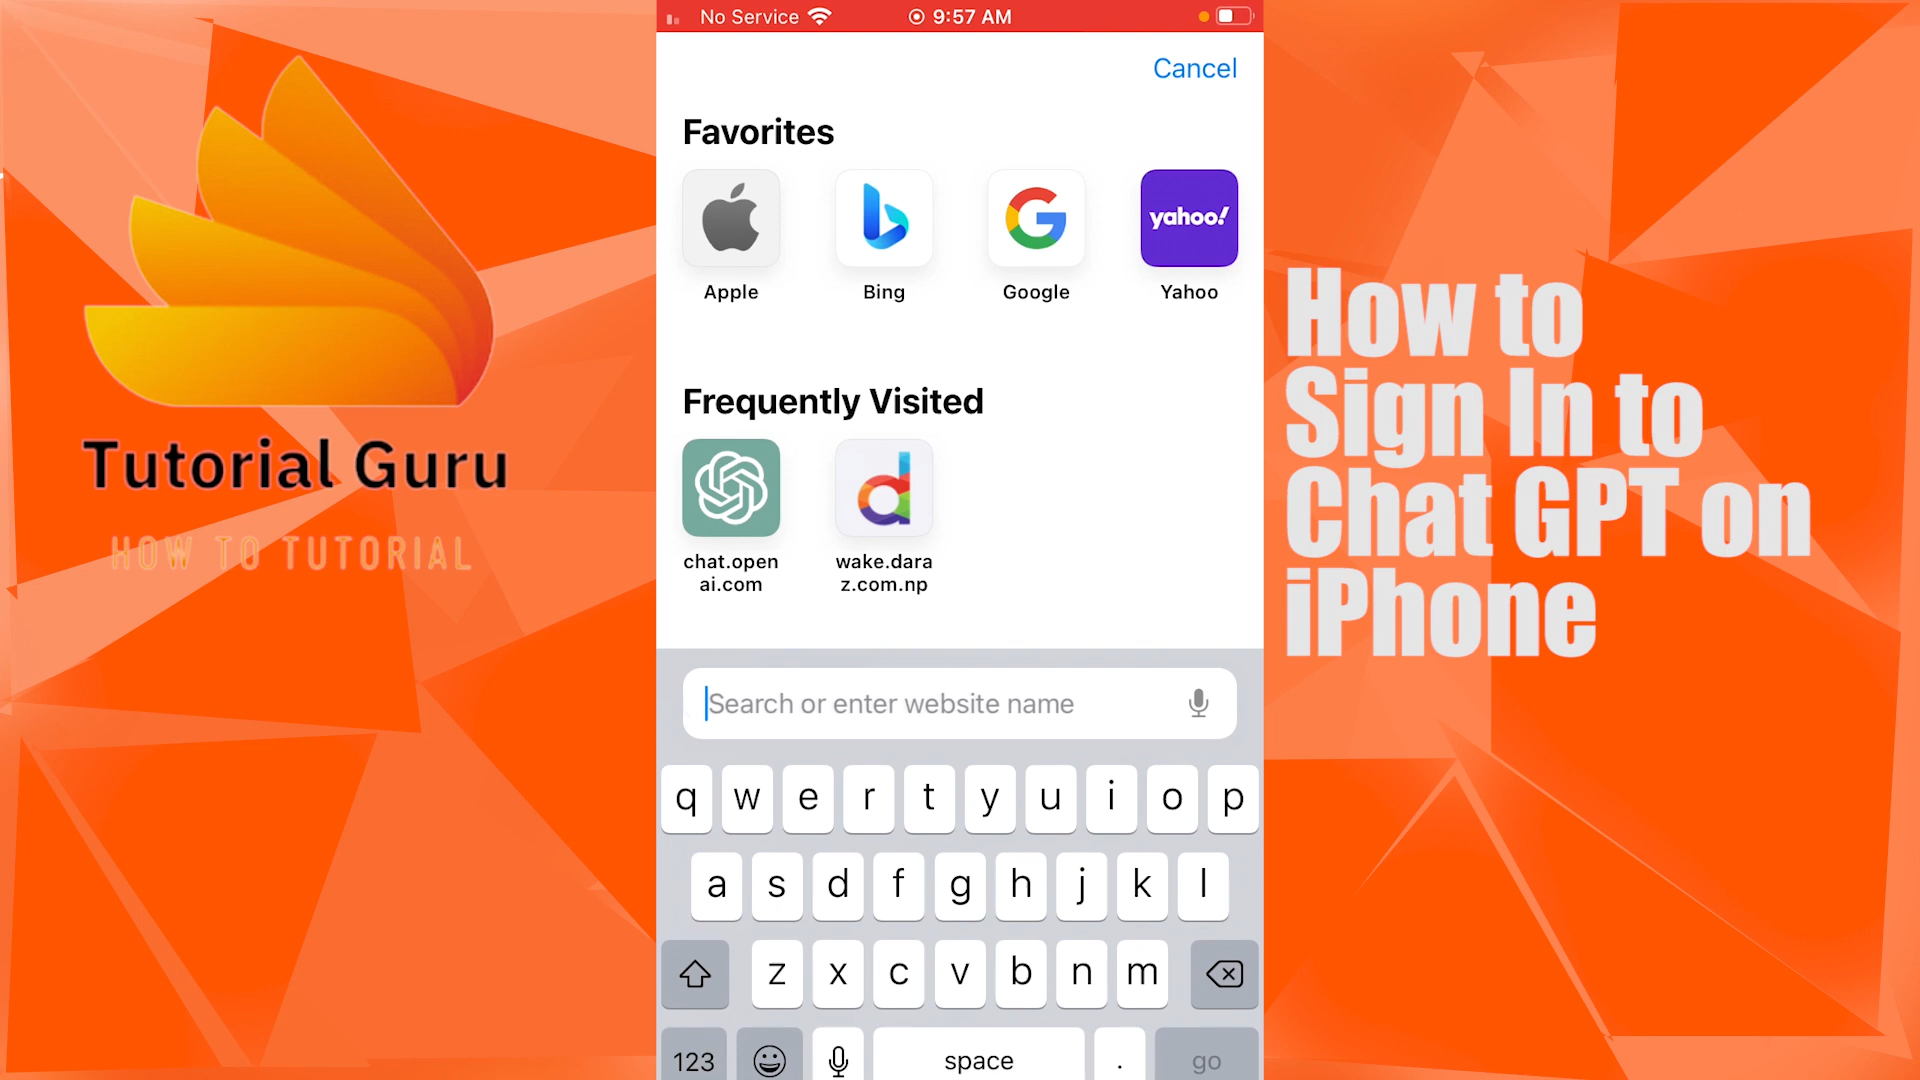 No Service
9:57 AM
Cancel
Favorites
yahoo!
Apple
Bing
Google
Yahoo
Frequently Visited
chat.open
ai.com
wake.dara
z.com.np
Search or enter website name
q w e r t y u i o p
a s d f g h j k l
z x c v b n m
123
space
.
go
Tutorial Guru
HOW TO TUTORIAL
How to
Sign In to
Chat GPT on
iPhone